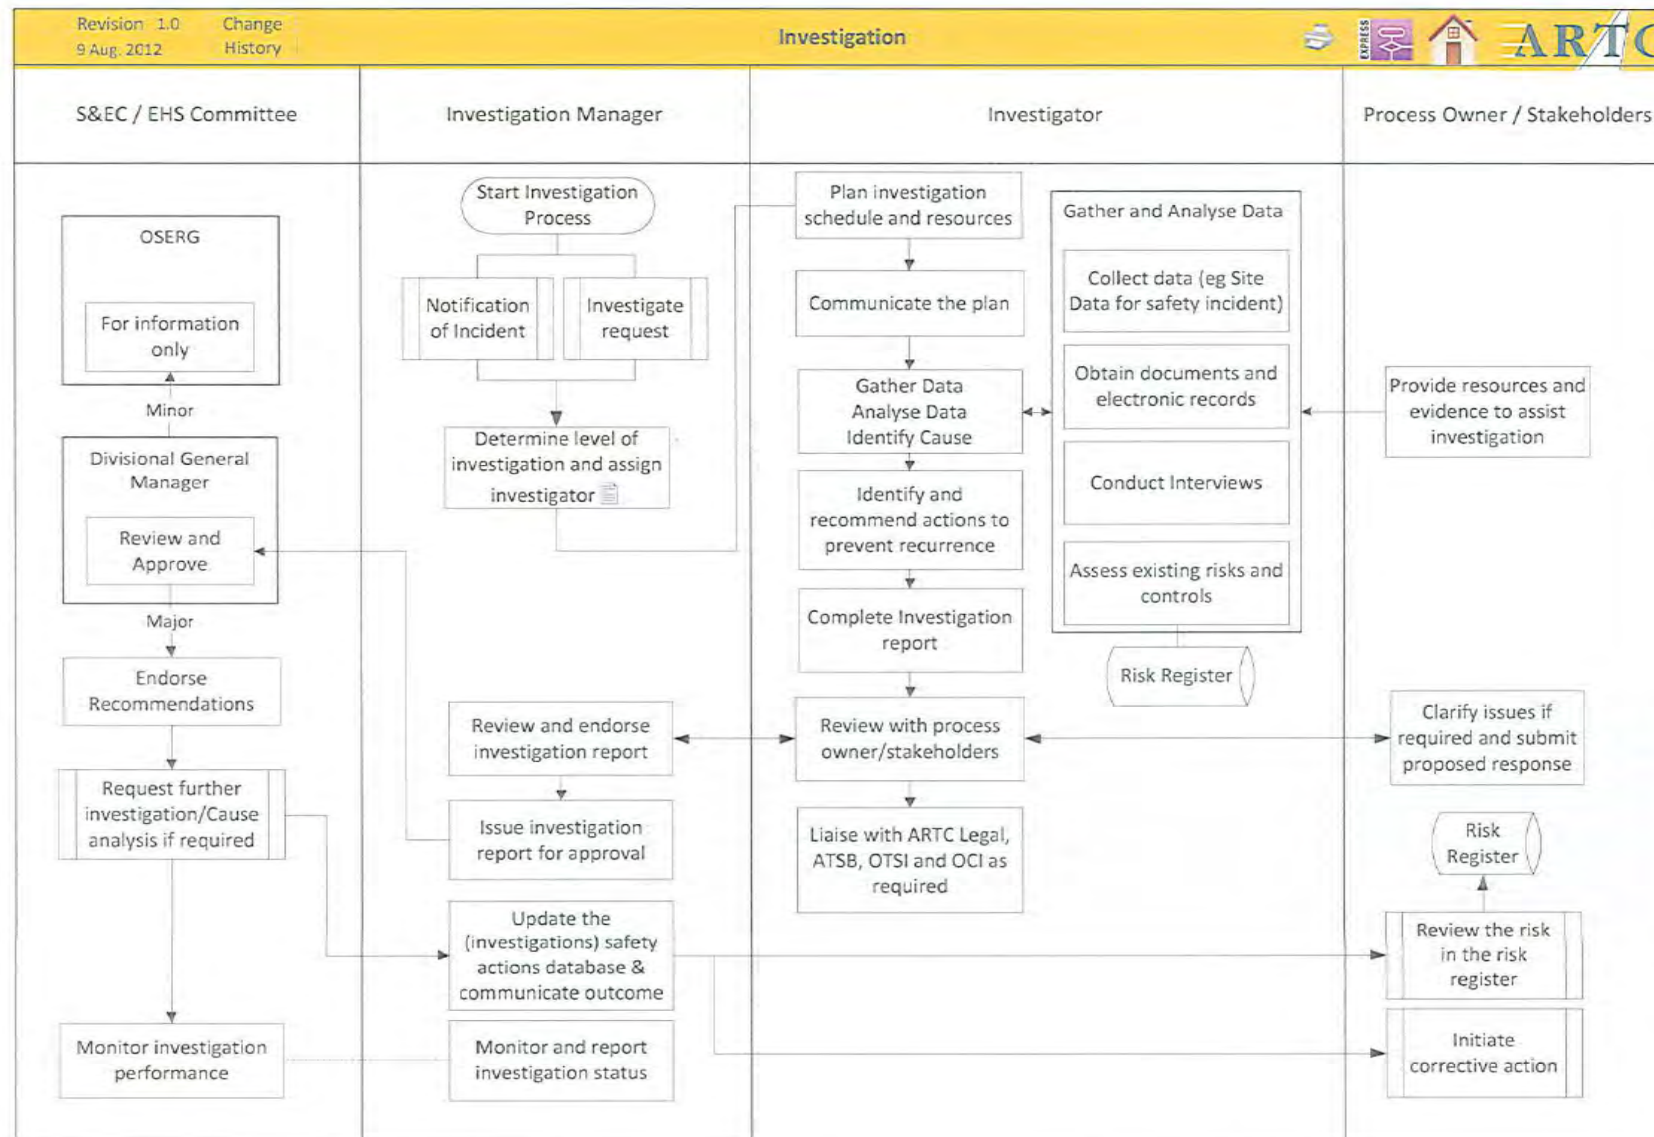 Revision 1.0 Change
9 Aug. 2012 History
Investigation
EXPRESS
ARTC
S&EC / EHS Committee
Investigation Manager
Investigator
Process Owner / Stakeholders
OSERG
For information
only
Minor
Divisional General
Manager
Review and
Approve
Major
Endorse
Recommendations
Request further
investigation/Cause
analysis if required
Monitor investigation
performance
Start Investigation
Process
Notification
of Incident
Investigate
request
Determine level of
investigation and assign
investigator
Review and endorse
investigation report
Issue investigation
report for approval
Update the
(investigations) safety
actions database &
communicate outcome
Monitor and report
investigation status
Plan investigation
schedule and resources
Communicate the plan
Gather Data
Analyse Data
Identify Cause
Identify and
recommend actions to
prevent recurrence
Complete Investigation
report
Review with process
owner/stakeholders
Liaise with ARTC Legal,
ATSB, OTSI and OCI as
required
Gather and Analyse Data
Collect data (eg Site
Data for safety incident)
Obtain documents and
electronic records
Conduct Interviews
Assess existing risks and
controls
Risk Register
Provide resources and
evidence to assist
investigation
Clarify issues if
required and submit
proposed response
Risk
Register
Review the risk
in the risk
register
Initiate
corrective action